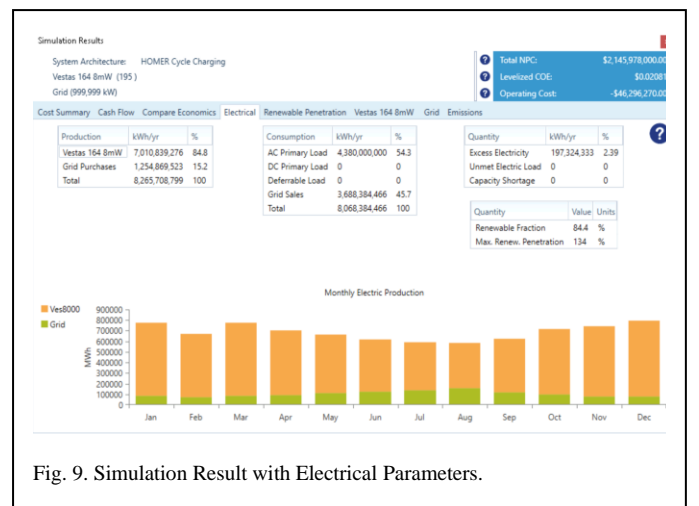 Simulation Results
System Architecture: HOMER Cycle Charging
Vestas 164 8mW (195 )
Grid (999,999 kW)
Total NPC: $2,145,978,000.00
Levelized COE: $0.02081
Operating Cost: -$46,296,270.00
Cost Summary Cash Flow Compare Economics Electrical Renewable Penetration Vestas 164 8mW Grid Emissions
Production kWh/yr %
Vestas 164 8mW 7,010,839,276 84.8
Grid Purchases 1,254,869,523 15.2
Total 8,265,708,799 100
Consumption kWh/yr %
AC Primary Load 4,380,000,000 54.3
DC Primary Load 0 0
Deferrable Load 0 0
Grid Sales 3,688,384,466 45.7
Total 8,068,384,466 100
Quantity kWh/yr %
Excess Electricity 197,324,333 2.39
Unmet Electric Load 0 0
Capacity Shortage 0 0
Quantity Value Units
Renewable Fraction 84.4 %
Max. Renew. Penetration 134 %
Monthly Electric Production
Ves8000
Grid
MWh
900000
800000
700000
600000
500000
400000
300000
200000
100000
0
Jan Feb Mar Apr May Jun Jul Aug Sep Oct Nov Dec
Fig. 9. Simulation Result with Electrical Parameters.